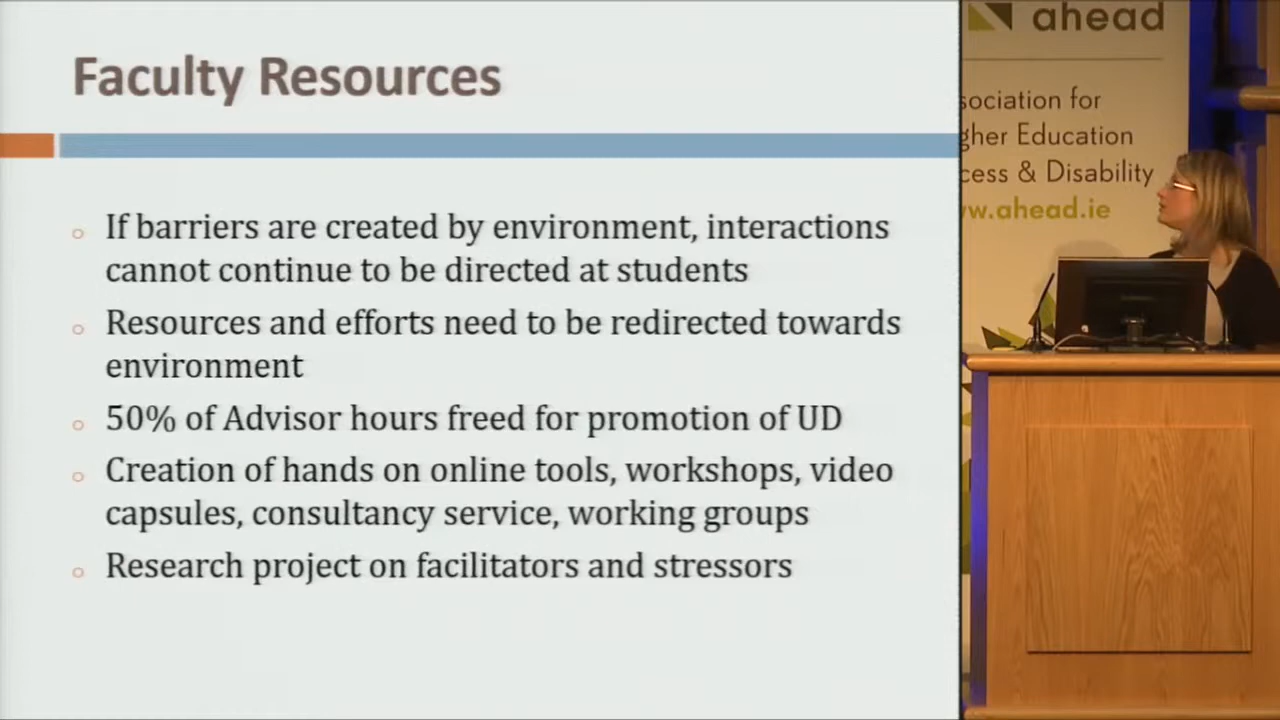 Faculty Resources
If barriers are created by environment, interactions
cannot continue to be directed at students
Resources and efforts need to be redirected towards
environment
50% of Advisor hours freed for promotion of UD
Creation of hands on online tools, workshops, video
capsules, consultancy service, working groups
Research project on facilitators and stressors
ahead
sociation for
gher Education
cess & Disability
w.ahead.ie